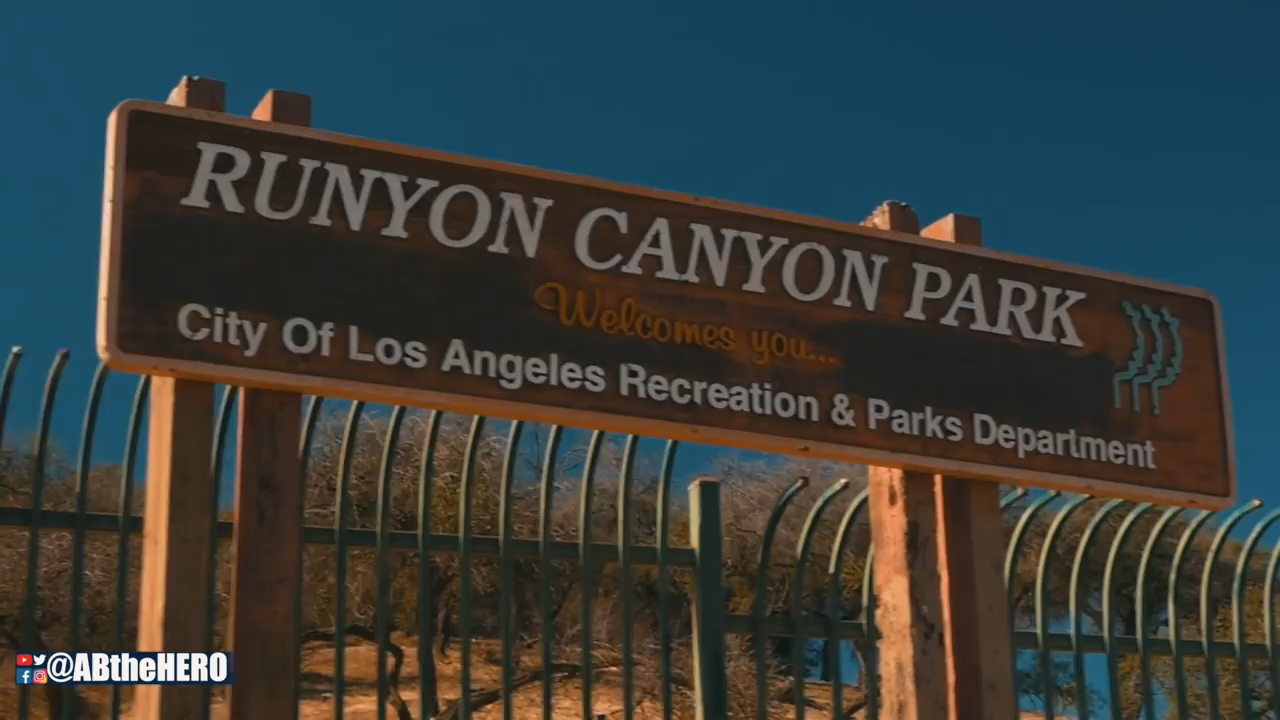 RUNYON CANYON PARK
Welcomes you...
City Of Los Angeles Recreation & Parks Department
@ABtheHERO